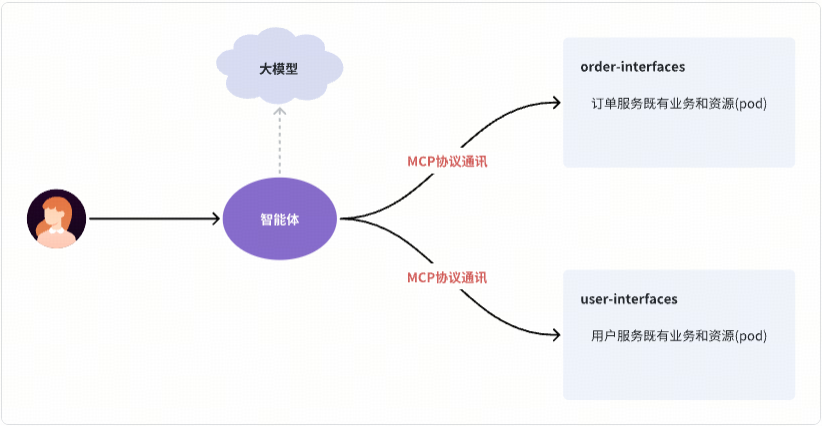 大模型
order-interfaces
订单服务既有业务和资源(pod)
MCP协议通讯
智能体
MCP协议通讯
user-interfaces
用户服务既有业务和资源(pod)